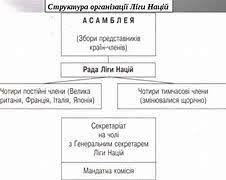 Структура організації Ліги Націй
АСАМБЛЕЯ
(Збори представників
країн-членів)
Рада Ліги Націй
Чотири постійні члени (Велика
ританія, Франція, Італія, Японія)
Чотири тимчасові члени
(змінювалися щорічно)
Секретаріат
на чолі
з Генеральним секретарем
Ліги Націй
Мандатна комісія